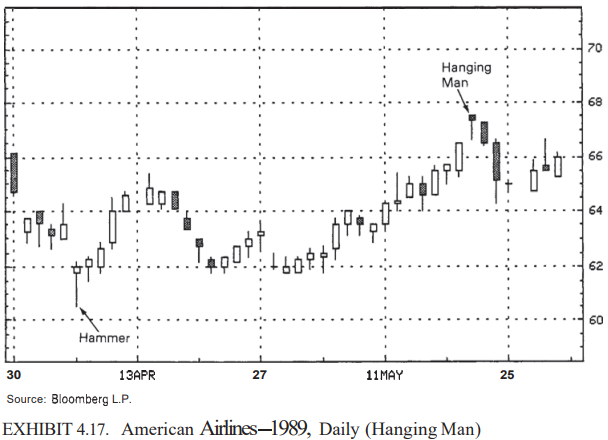 70
Hanging
Man
68
66
64
62
60
Hammer
30 13APR 27 11MAY 25
Source: Bloomberg L.P.
EXHIBIT 4.17. American Airlines—1989, Daily (Hanging Man)